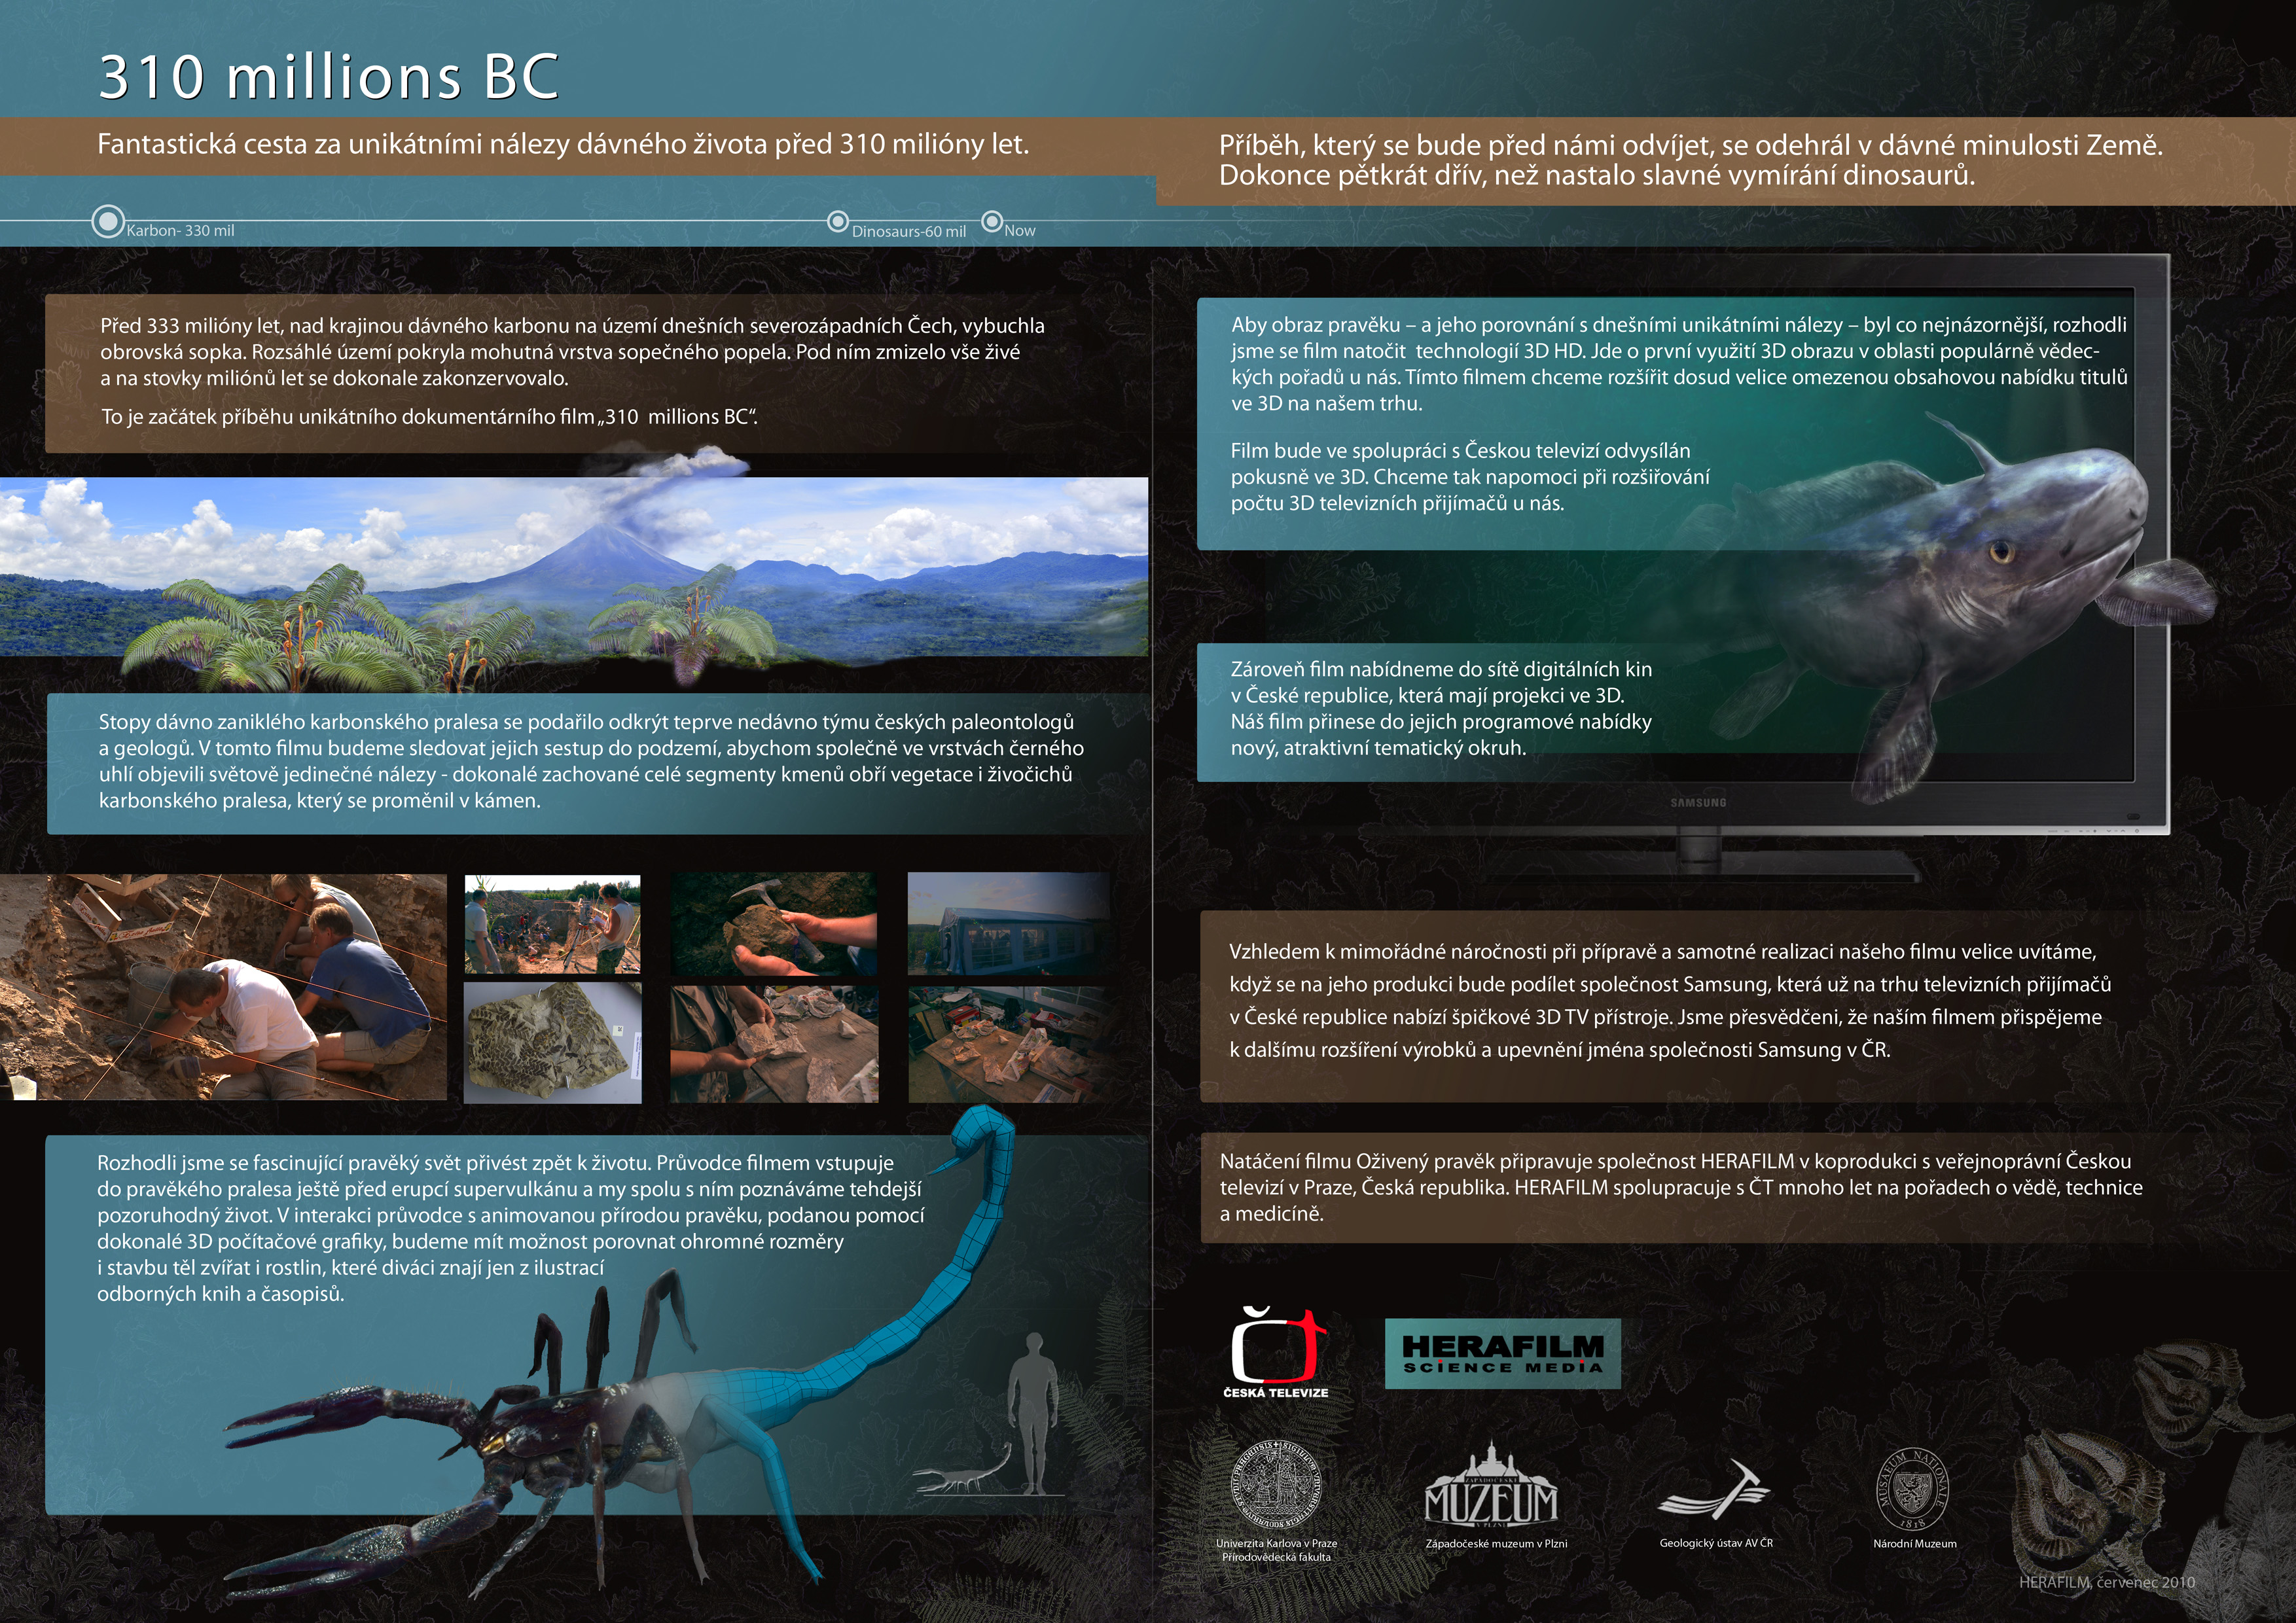 310 millions BC
Fantastická cesta za unikátními nálezy dávného života před 310 milióny let.
Karbon- 330 mil
Dinosaurs-60 mil
Now
Před 333 milióny let, nad krajinou dávného karbonu na území dnešních severozápadních Čech, vybuchla
obrovská sopka. Rozsáhlé území pokryla mohutná vrstva sopečného popela. Pod ním zmizelo vše živé
a na stovky miliónů let se dokonale zakonzervovalo.
To je začátek příběhu unikátního dokumentárního film „310 millions BC“.
Stopy dávno zaniklého karbonského pralesa se podařilo odkrýt teprve nedávno týmu českých paleontologů
a geologů. V tomto filmu budeme sledovat jejich sestup do podzemí, abychom společně ve vrstvách černého
uhlí objevili světově jedinečné nálezy - dokonalé zachované celé segmenty kmenů obří vegetace i živočichů
karbonského pralesa, který se proměnil v kámen.
Rozhodli jsme se fascinující pravěký svět přivést zpět k životu. Průvodce filmem vstupuje
do pravěkého pralesa ještě před erupcí supervulkánu a my spolu s ním poznáváme tehdejší
pozoruhodný život. V interakci průvodce s animovanou přírodou pravěku, podanou pomocí
dokonalé 3D počítačové grafiky, budeme mít možnost porovnat ohromné rozměry
i stavbu těl zvířat i rostlin, které diváci znají jen z ilustrací
odborných knih a časopisů.
Příběh, který se bude před námi odvíjet, se odehrál v dávné minulosti Země.
Dokonce pětkrát dřív, než nastalo slavné vymírání dinosaurů.
Aby obraz pravěku – a jeho porovnání s dnešními unikátními nálezy – byl co nejnázornější, rozhodli
jsme se film natočit technologií 3D HD. Jde o první využití 3D obrazu v oblasti populárně vědec-
kých pořadů u nás. Tímto filmem chceme rozšířit dosud velice omezenou obsahovou nabídku titulů
ve 3D na našem trhu.
Film bude ve spolupráci s Českou televizí odvysílán
pokusně ve 3D. Chceme tak napomoci při rozšiřování
počtu 3D televizních přijímačů u nás.
Zároveň film nabídneme do sítě digitálních kin
v České republice, která mají projekci ve 3D.
Náš film přinese do jejich programové nabídky
nový, atraktivní tematický okruh.
SAMSUNG
Vzhledem k mimořádné náročnosti při přípravě a samotné realizaci našeho filmu velice uvítáme,
když se na jeho produkci bude podílet společnost Samsung, která už na trhu televizních přijímačů
v České republice nabízí špičkové 3D TV přístroje. Jsme přesvědčeni, že naším filmem přispějeme
k dalšímu rozšíření výrobků a upevnění jména společnosti Samsung v ČR.
Natáčení filmu Oživený pravěk připravuje společnost HERAFILM v koprodukci s veřejnoprávní Českou
televizí v Praze, Česká republika. HERAFILM spolupracuje s ČT mnoho let na pořadech o vědě, technice
a medicíně.
ČESKÁ TELEVIZE
HERAFILM
SCIENCE MEDIA
Univerzita Karlova v Praze
Přírodovědecká fakulta
ZÁPADOČESKÉ
MUZEUM
V PLZNI
Západočeské muzeum v Plzni
Geologický ústav AV ČR
MUSAEUM NATIONALE
1818
Národní Muzeum
HERAFILM, červenec 2010